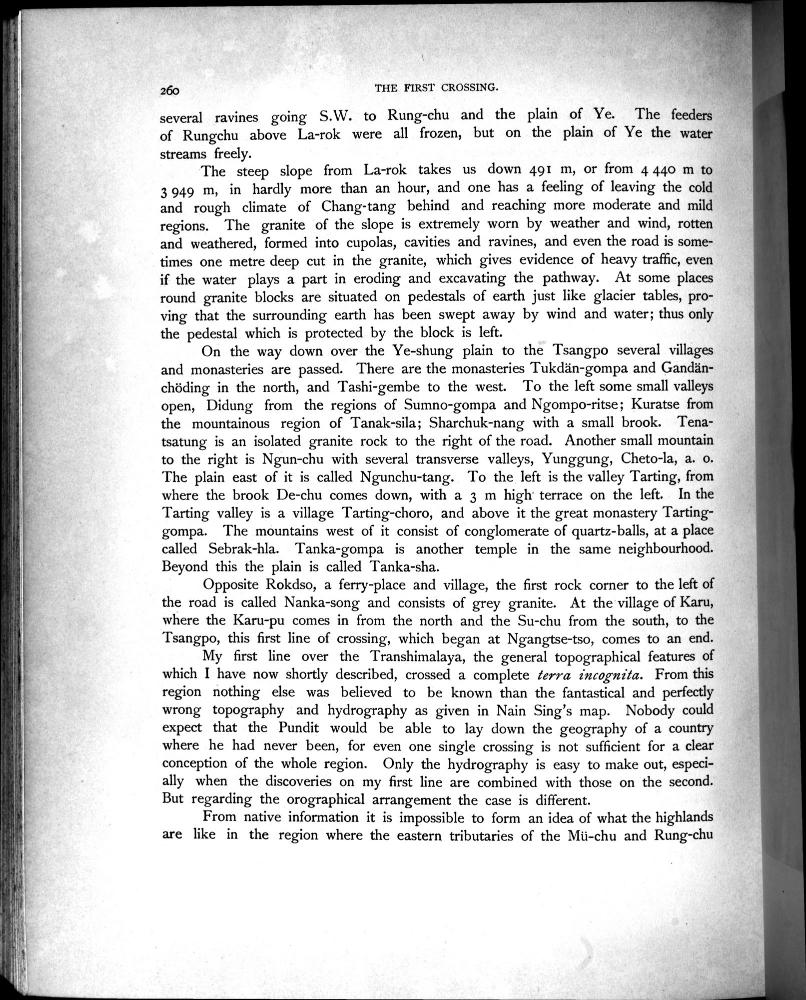 260
THE FIRST CROSSING.
several ravines going S.W. to Rung-chu and the plain of Ye. The feeders
of Rungchu above La-rok were all frozen, but on the plain of Ye the water
streams freely.
The steep slope from La-rok takes us down 491 m, or from 4 440 m to
3 949 m, in hardly more than an hour, and one has a feeling of leaving the cold
and rough climate of Chang-tang behind and reaching more moderate and mild
regions. The granite of the slope is extremely worn by weather and wind, rotten
and weathered, formed into cupolas, cavities and ravines, and even the road is some-
times one metre deep cut in the granite, which gives evidence of heavy traffic, even
if the water plays a part in eroding and excavating the pathway. At some places
round granite blocks are situated on pedestals of earth just like glacier tables, pro-
ving that the surrounding earth has been swept away by wind and water; thus only
the pedestal which is protected by the block is left.
On the way down over the Ye-shung plain to the Tsangpo several villages
and monasteries are passed. There are the monasteries Tukdän-gompa and Gandän-
chöding in the north, and Tashi-gembe to the west. To the left some small valleys
open, Didung from the regions of Sumno-gompa and Ngompo-ritse; Kuratse from
the mountainous region of Tanak-sila; Sharchuk-nang with a small brook. Tena-
tsatung is an isolated granite rock to the right of the road. Another small mountain
to the right is Ngun-chu with several transverse valleys, Yunggung, Cheto-la, a. o.
The plain east of it is called Ngunchu-tang. To the left is the valley Tarting, from
where the brook De-chu comes down, with a 3 m high terrace on the left. In the
Tarting valley is a village Tarting-choro, and above it the great monastery Tarting-
gompa. The mountains west of it consist of conglomerate of quartz-balls, at a place
called Sebrak-hla. Tanka-gompa is another temple in the same neighbourhood.
Beyond this the plain is called Tanka-sha.
Opposite Rokdso, a ferry-place and village, the first rock corner to the left of
the road is called Nanka-song and consists of grey granite. At the village of Karu,
where the Karu-pu comes in from the north and the Su-chu from the south, to the
Tsangpo, this first line of crossing, which began at Ngangtse-tso, comes to an end.
My first line over the Transhimalaya, the general topographical features of
which I have now shortly described, crossed a complete terra incognita. From this
region nothing else was believed to be known than the fantastical and perfectly
wrong topography and hydrography as given in Nain Sing's map. Nobody could
expect that the Pundit would be able to lay down the geography of a country
where he had never been, for even one single crossing is not sufficient for a clear
conception of the whole region. Only the hydrography is easy to make out, especi-
ally when the discoveries on my first line are combined with those on the second.
But regarding the orographical arrangement the case is different.
From native information it is impossible to form an idea of what the highlands
are like in the region where the eastern tributaries of the Mü-chu and Rung-chu